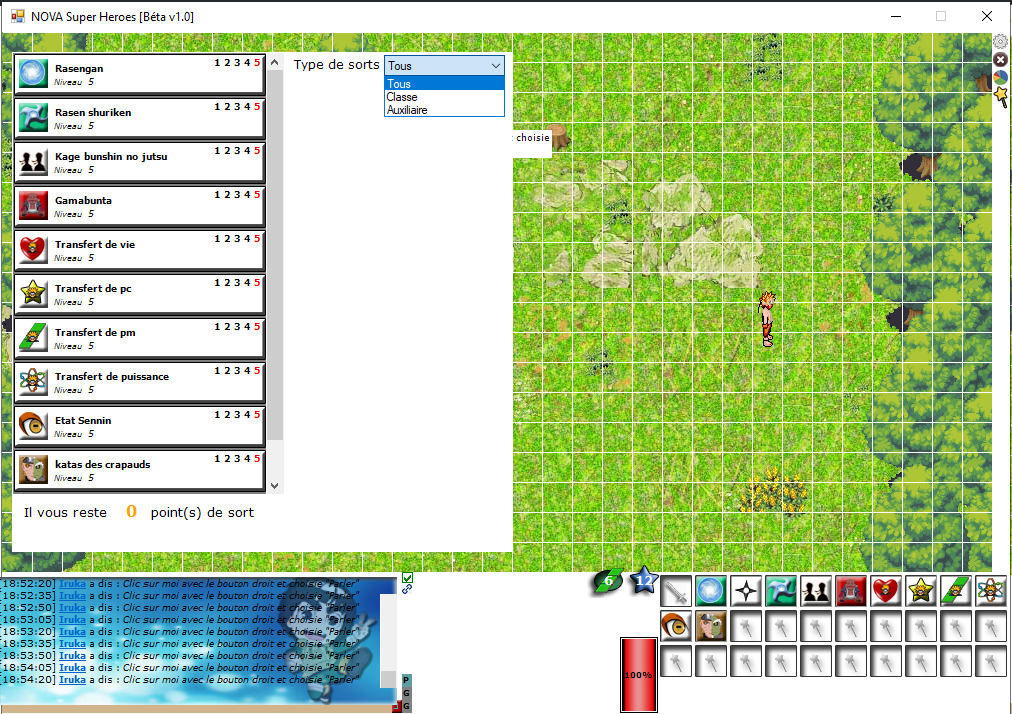 NOVA Super Heroes [Béta v1.0]
Rasengan
1 2 3 4 5
Niveau 5
Rasen shuriken
1 2 3 4 5
Niveau 5
Kage bunshin no jutsu
1 2 3 4 5
Niveau 5
Gamabunta
1 2 3 4 5
Niveau 5
Transfert de vie
1 2 3 4 5
Niveau 5
Transfert de pc
1 2 3 4 5
Niveau 5
Transfert de pm
1 2 3 4 5
Niveau 5
Transfert de puissance
1 2 3 4 5
Niveau 5
Etat Sennin
1 2 3 4 5
Niveau 5
katas des crapauds
1 2 3 4 5
Niveau 5
Il vous reste 0 point(s) de sort
Type de sorts Tous
Tous
Classe
Auxiliaire
: choisie
[18:52:20] Iruka a dis : Clic sur moi avec le bouton droit et choisie "Parler"
[18:52:35] Iruka a dis : Clic sur moi avec le bouton droit et choisie "Parler"
[18:52:50] Iruka a dis : Clic sur moi avec le bouton droit et choisie "Parler"
[18:53:05] Iruka a dis : Clic sur moi avec le bouton droit et choisie "Parler"
[18:53:20] Iruka a dis : Clic sur moi avec le bouton droit et choisie "Parler"
[18:53:35] Iruka a dis : Clic sur moi avec le bouton droit et choisie "Parler"
[18:53:50] Iruka a dis : Clic sur moi avec le bouton droit et choisie "Parler"
[18:54:05] Iruka a dis : Clic sur moi avec le bouton droit et choisie "Parler"
[18:54:20] Iruka a dis : Clic sur moi avec le bouton droit et choisie "Parler"
P
G
G
6
12
100%